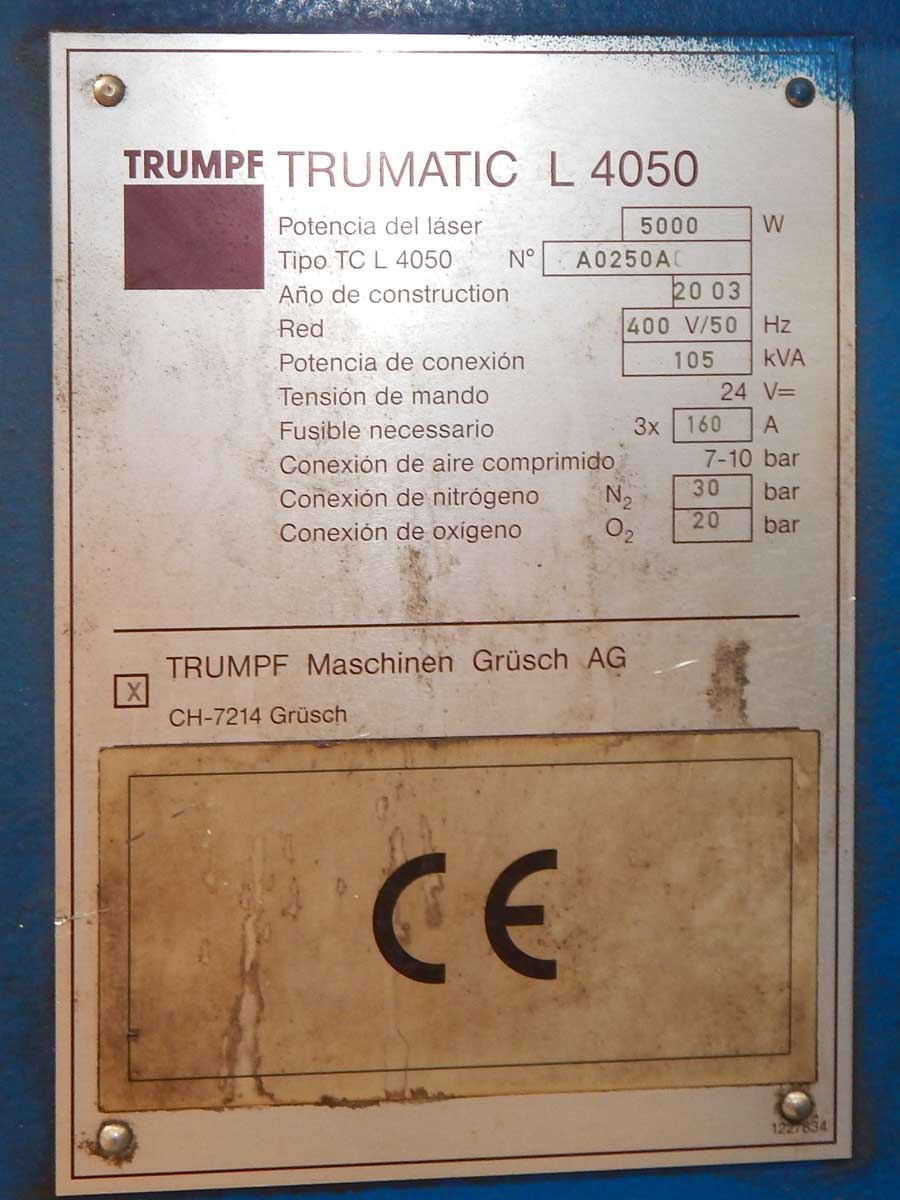 TRUMPF TRUMATIC L 4050
Potencia del láser 5000 W
Tipo TC L 4050 Nº A0250A
Año de construction 20 03
Red 400 V/50 Hz
Potencia de conexión 105 kVA
Tensión de mando 24 V=
Fusible necessario 3x 160 A
Conexión de aire comprimido 7-10 bar
Conexión de nitrógeno N₂ 30 bar
Conexión de oxígeno O₂ 20 bar
X TRUMPF Maschinen Grüsch AG
CH-7214 Grüsch
CE